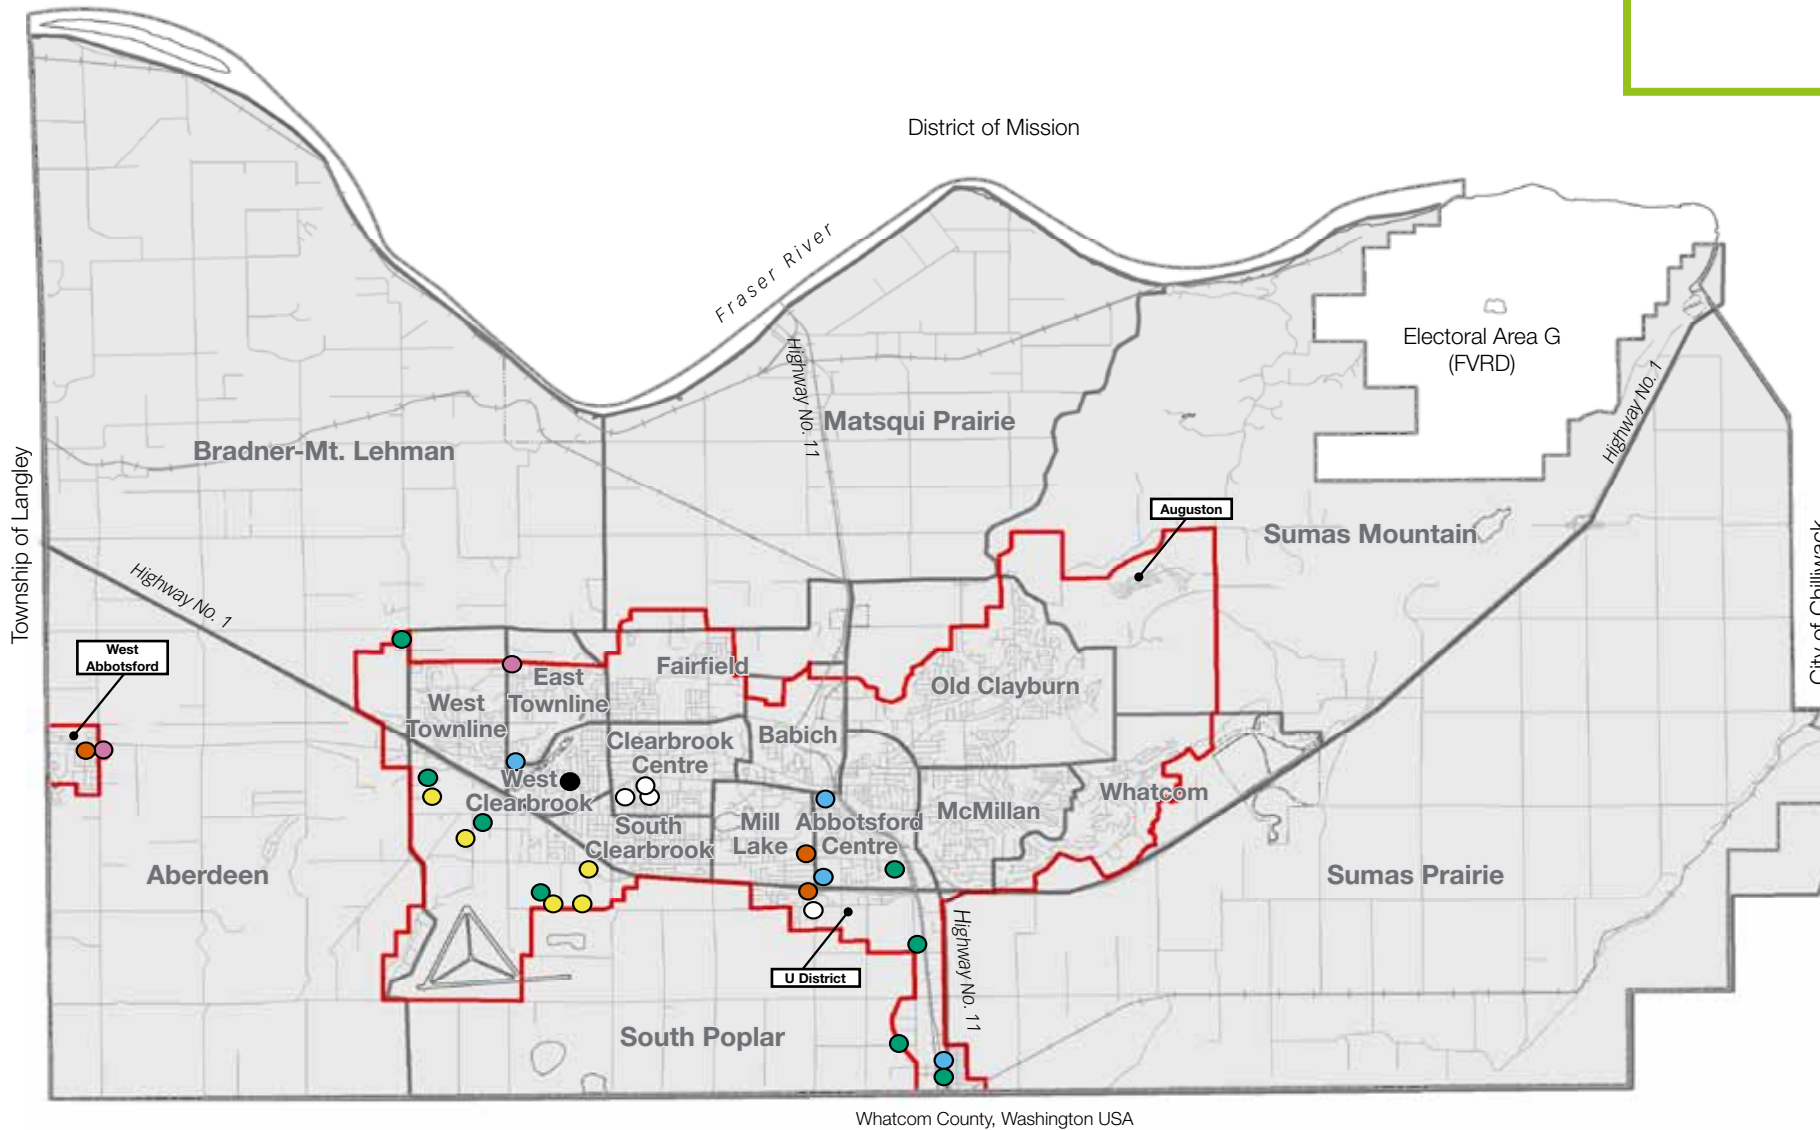 District of Mission
Fraser River
Electoral Area G
(FVRD)
Highway No. 1
Highway No. 11
Matsqui Prairie
Bradner-Mt. Lehman
Township of Langley
Auguston
Sumas Mountain
City of Chilliwack
Highway No. 1
West
Abbotsford
Fairfield
East
Townline
Old Clayburn
West
Townline
Clearbrook
Centre
Babich
West
Clearbrook
Whatcom
McMillan
South
Clearbrook
Mill
Lake
Abbotsford
Centre
Aberdeen
Sumas Prairie
Highway No. 11
U District
South Poplar
Whatcom County, Washington USA